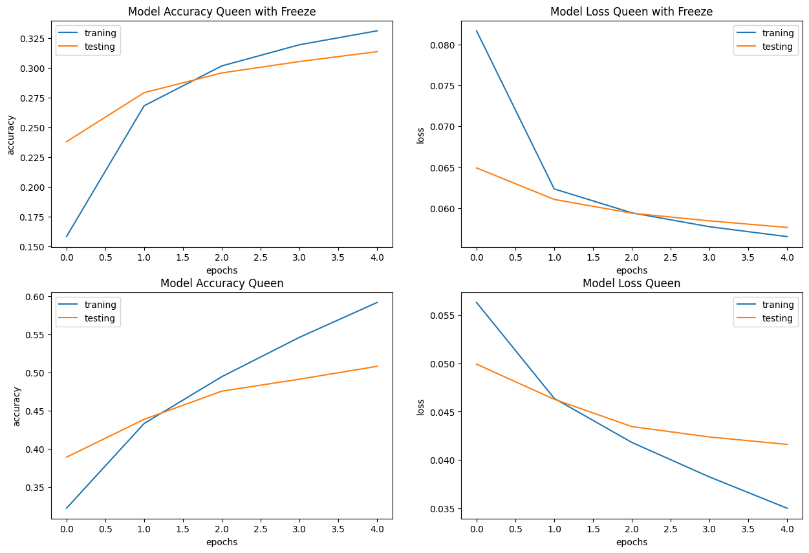 Model Accuracy Queen with Freeze
traning
testing
0.325
0.300
0.275
0.250
0.225
0.200
0.175
0.150
accuracy
0.0 0.5 1.0 1.5 2.0 2.5 3.0 3.5 4.0
epochs
Model Loss Queen with Freeze
traning
testing
0.080
0.075
0.070
0.065
0.060
loss
0.0 0.5 1.0 1.5 2.0 2.5 3.0 3.5 4.0
epochs
Model Accuracy Queen
traning
testing
0.60
0.55
0.50
0.45
0.40
0.35
accuracy
0.0 0.5 1.0 1.5 2.0 2.5 3.0 3.5 4.0
epochs
Model Loss Queen
traning
testing
0.055
0.050
0.045
0.040
0.035
loss
0.0 0.5 1.0 1.5 2.0 2.5 3.0 3.5 4.0
epochs